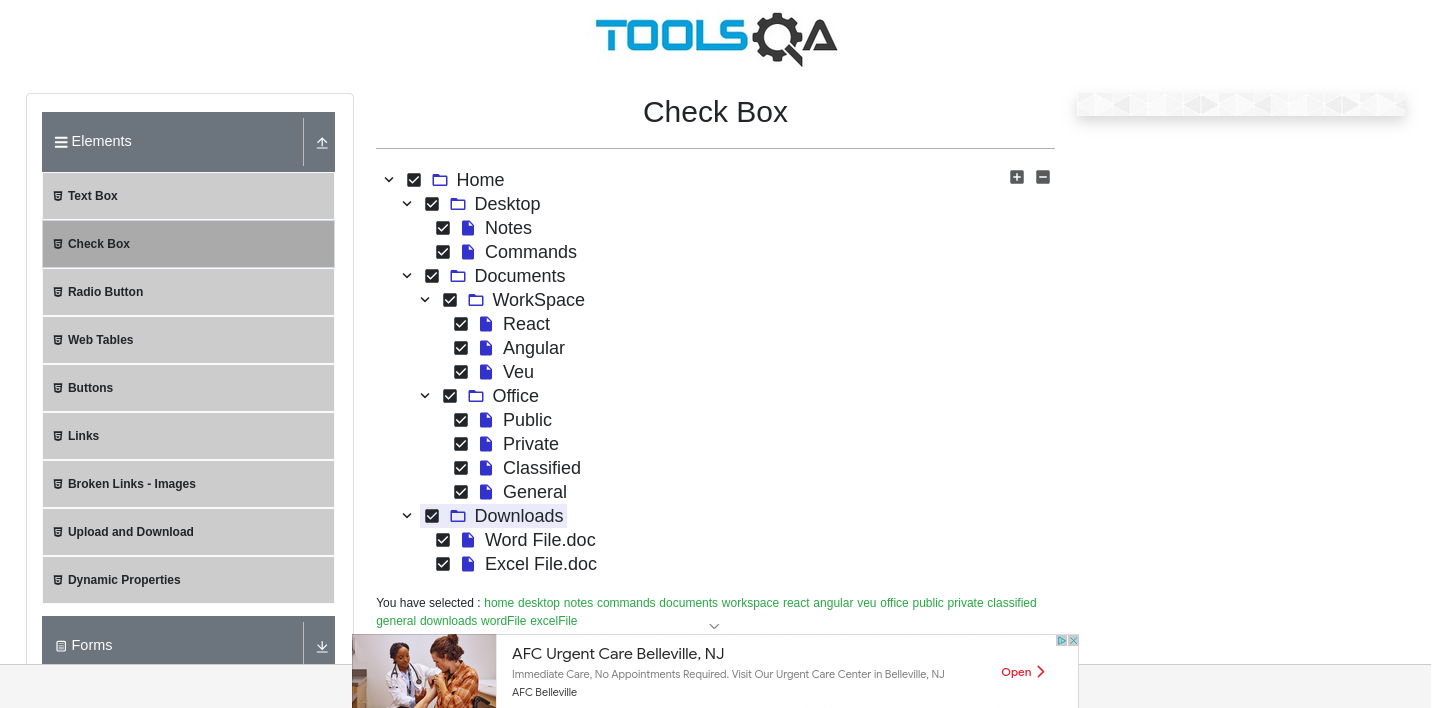 TOOLSQA
Elements
Text Box
Check Box
Radio Button
Web Tables
Buttons
Links
Broken Links - Images
Upload and Download
Dynamic Properties
Forms
Check Box
Home
Desktop
Notes
Commands
Documents
WorkSpace
React
Angular
Veu
Office
Public
Private
Classified
General
Downloads
Word File.doc
Excel File.doc
You have selected : home desktop notes commands documents workspace react angular veu office public private classified
general downloads wordFile excelFile
AFC Urgent Care Belleville, NJ
Immediate Care, No Appointments Required. Visit Our Urgent Care Center in Belleville, NJ
AFC Belleville
Open